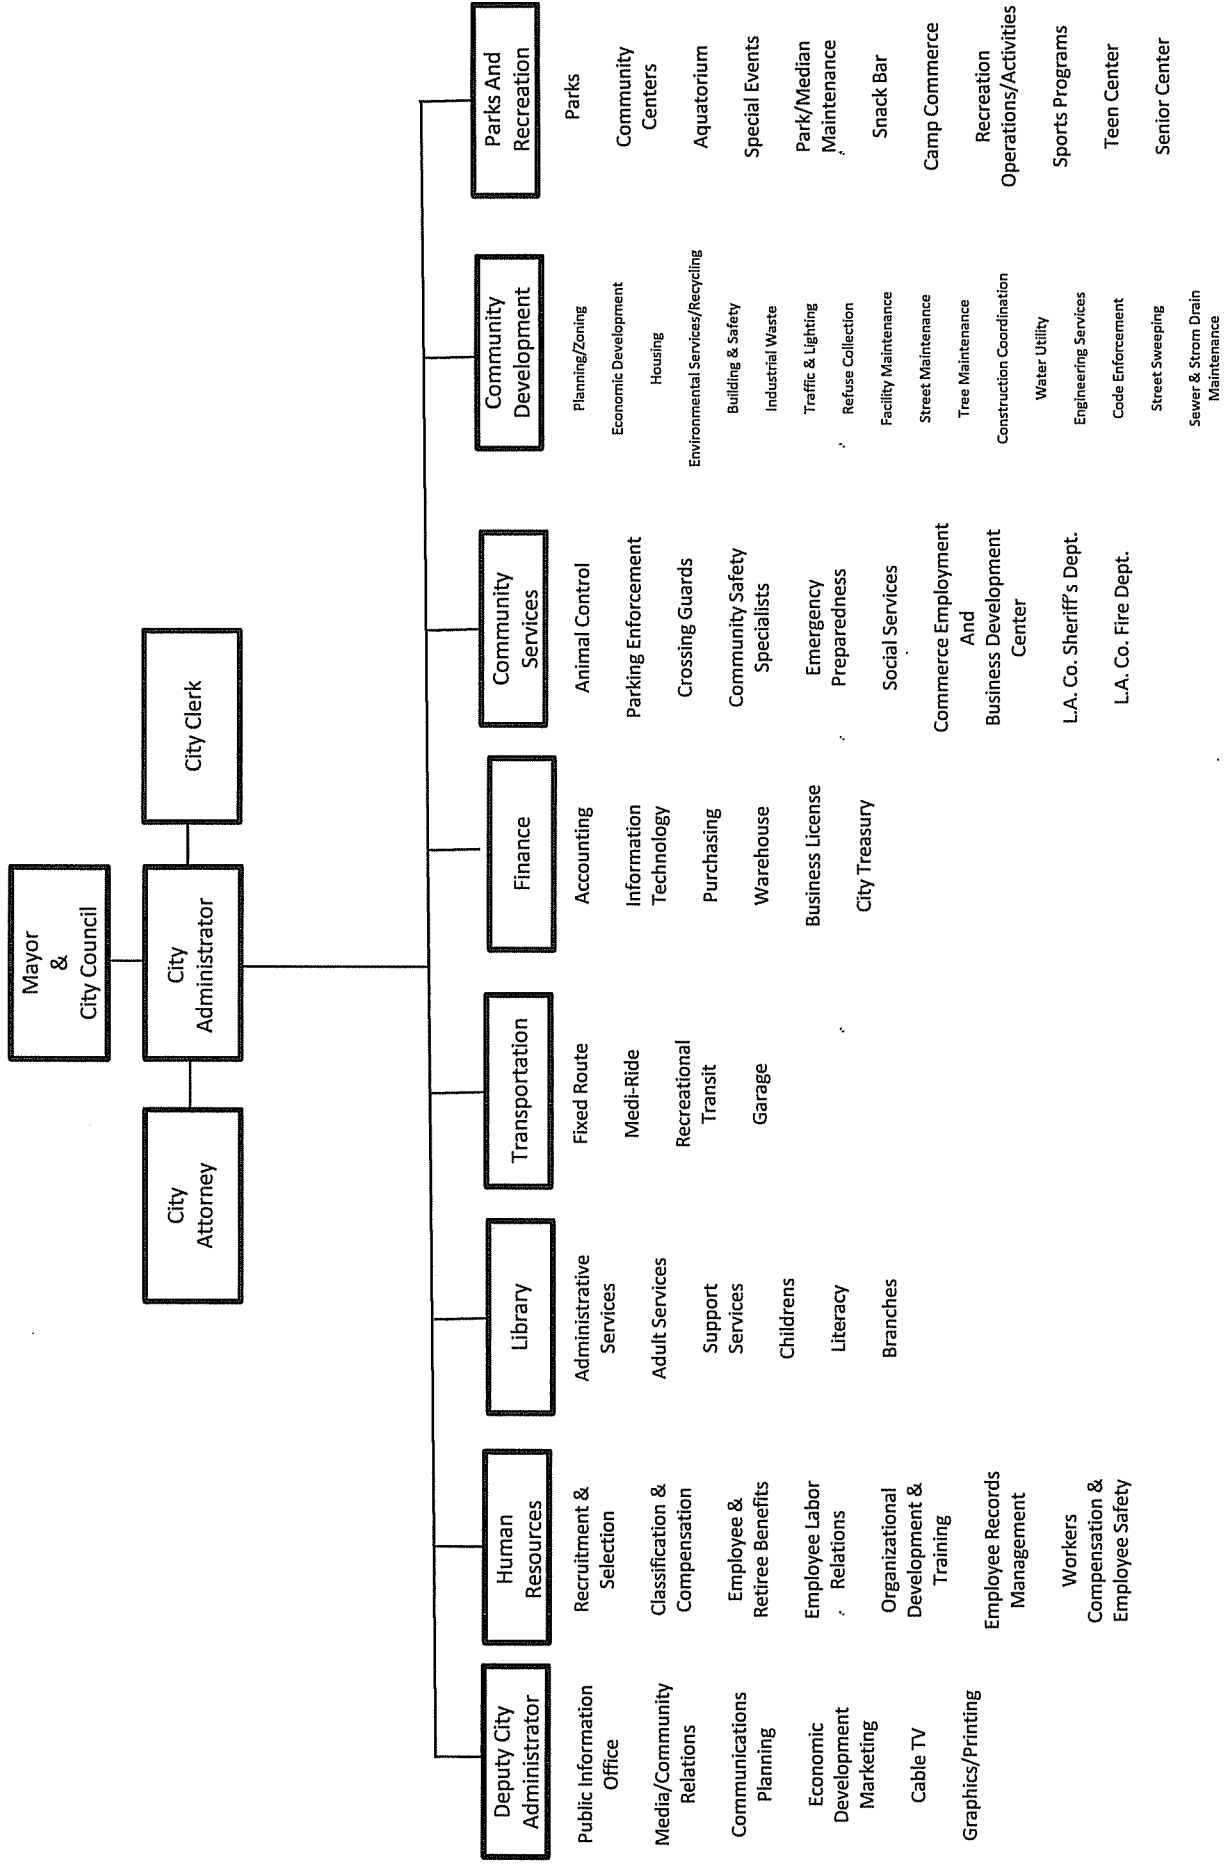 Mayor
&
City Council
City
Attorney
City
Administrator
City Clerk
Deputy City
Administrator
Public Information
Office
Media/Community
Relations
Communications
Planning
Economic
Development
Marketing
Cable TV
Graphics/Printing
Human
Resources
Recruitment &
Selection
Classification &
Compensation
Employee &
Retiree Benefits
Employee Labor
Relations
Organizational
Development &
Training
Employee Records
Management
Workers
Compensation &
Employee Safety
Library
Administrative
Services
Adult Services
Support
Services
Childrens
Literacy
Branches
Transportation
Fixed Route
Medi-Ride
Recreational
Transit
Garage
Finance
Accounting
Information
Technology
Purchasing
Warehouse
Business License
City Treasury
Community
Services
Animal Control
Parking Enforcement
Crossing Guards
Community Safety
Specialists
Emergency
Preparedness
Social Services
Commerce Employment
And
Business Development
Center
L.A. Co. Sheriff's Dept.
L.A. Co. Fire Dept.
Community
Development
Planning/Zoning
Economic Development
Housing
Environmental Services/Recycling
Building & Safety
Industrial Waste
Traffic & Lighting
Refuse Collection
Facility Maintenance
Street Maintenance
Tree Maintenance
Construction Coordination
Water Utility
Engineering Services
Code Enforcement
Street Sweeping
Sewer & Strom Drain
Maintenance
Parks And
Recreation
Parks
Community
Centers
Aquatorium
Special Events
Park/Median
Maintenance
Snack Bar
Camp Commerce
Recreation
Operations/Activities
Sports Programs
Teen Center
Senior Center